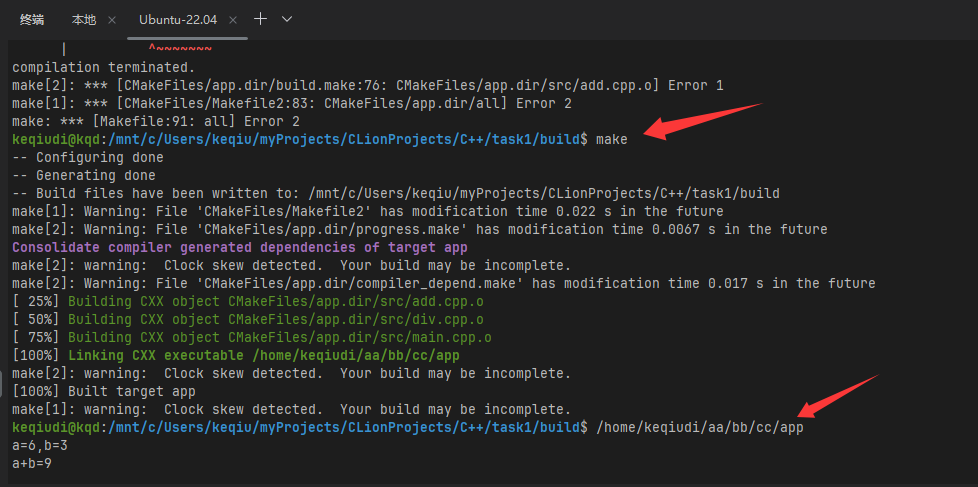 终端 本地 × Ubuntu-22.04 ×
| ^~~~~~~~
compilation terminated.
make[2]: *** [CMakeFiles/app.dir/build.make:76: CMakeFiles/app.dir/src/add.cpp.o] Error 1
make[1]: *** [CMakeFiles/Makefile2:83: CMakeFiles/app.dir/all] Error 2
make: *** [Makefile:91: all] Error 2
keqiudi@kqd:/mnt/c/Users/keqiu/myProjects/CLionProjects/C++/task1/build$ make
-- Configuring done
-- Generating done
-- Build files have been written to: /mnt/c/Users/keqiu/myProjects/CLionProjects/C++/task1/build
make[1]: Warning: File 'CMakeFiles/Makefile2' has modification time 0.022 s in the future
make[2]: Warning: File 'CMakeFiles/app.dir/progress.make' has modification time 0.0067 s in the future
Consolidate compiler generated dependencies of target app
make[2]: warning:  Clock skew detected.  Your build may be incomplete.
make[2]: Warning: File 'CMakeFiles/app.dir/compiler_depend.make' has modification time 0.017 s in the future
[ 25%] Building CXX object CMakeFiles/app.dir/src/add.cpp.o
[ 50%] Building CXX object CMakeFiles/app.dir/src/div.cpp.o
[ 75%] Building CXX object CMakeFiles/app.dir/src/main.cpp.o
[100%] Linking CXX executable /home/keqiudi/aa/bb/cc/app
make[2]: warning:  Clock skew detected.  Your build may be incomplete.
[100%] Built target app
make[1]: warning:  Clock skew detected.  Your build may be incomplete.
keqiudi@kqd:/mnt/c/Users/keqiu/myProjects/CLionProjects/C++/task1/build$ /home/keqiudi/aa/bb/cc/app
a=6,b=3
a+b=9